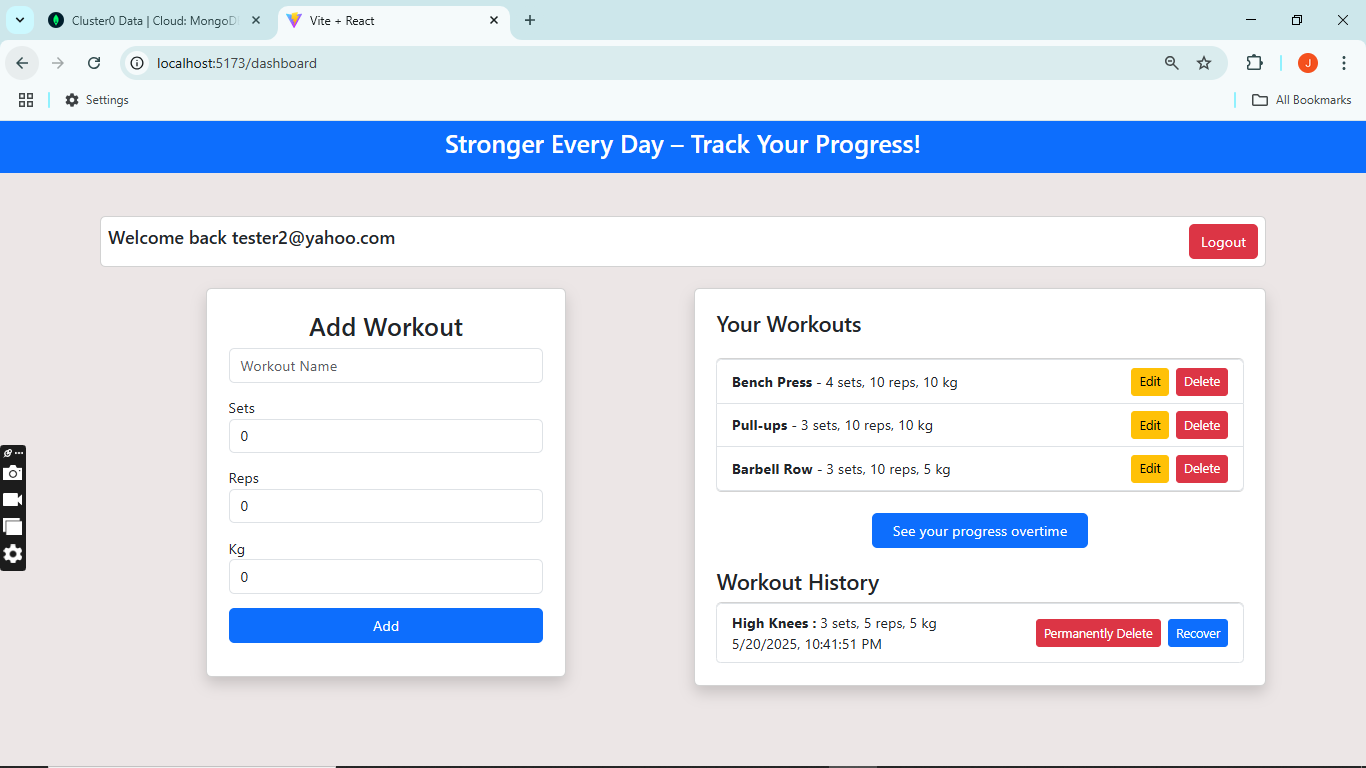 Cluster0 Data | Cloud: MongoD
Vite + React
localhost:5173/dashboard
J
Settings
All Bookmarks
Stronger Every Day – Track Your Progress!
Welcome back tester2@yahoo.com
Logout
Add Workout
Workout Name
Sets
0
Reps
0
Kg
0
Add
Your Workouts
Bench Press - 4 sets, 10 reps, 10 kg Edit Delete
Pull-ups - 3 sets, 10 reps, 10 kg Edit Delete
Barbell Row - 3 sets, 10 reps, 5 kg Edit Delete
See your progress overtime
Workout History
High Knees : 3 sets, 5 reps, 5 kg
5/20/2025, 10:41:51 PM
Permanently Delete Recover